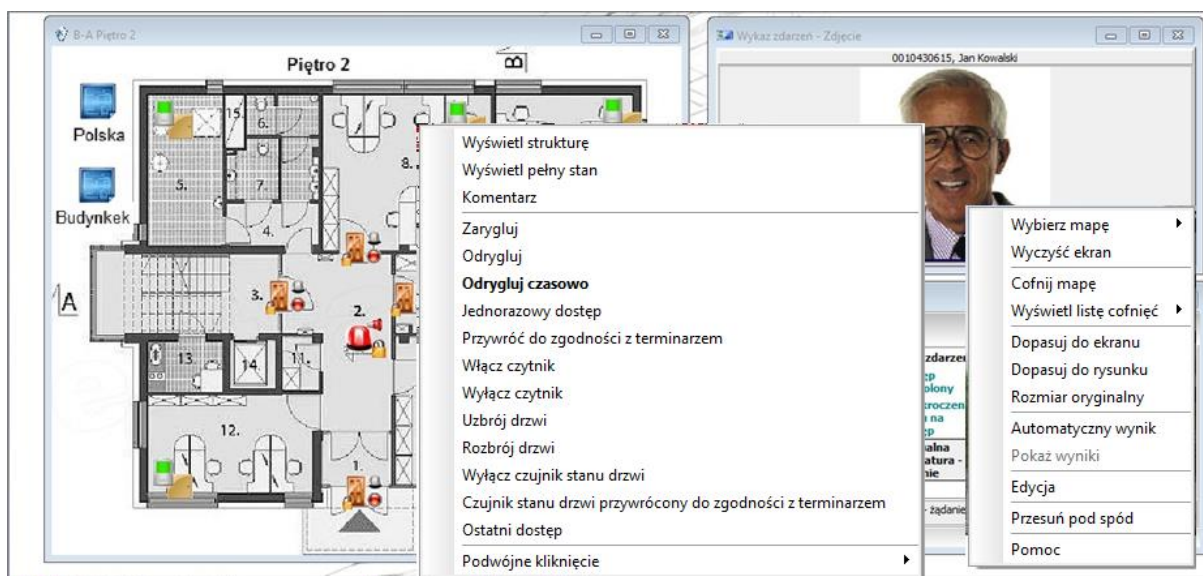 B-A Piętro 2
Piętro 2
B
Polska
Budynkek
A
15.
6.
5.
7.
4.
8.
3.
2.
13.
14.
11.
12.
1.
Wyświetl strukturę
Wyświetl pełny stan
Komentarz
Zarygluj
Odrygluj
Odrygluj czasowo
Jednorazowy dostęp
Przywróć do zgodności z terminarzem
Włącz czytnik
Wyłącz czytnik
Uzbrój drzwi
Rozbrój drzwi
Wyłącz czujnik stanu drzwi
Czujnik stanu drzwi przywrócony do zgodności z terminarzem
Ostatni dostęp
Podwójne kliknięcie
Wykaz zdarzeń - Zdjęcie
0010430615, Jan Kowalski
Wybierz mapę
Wyczyść ekran
Cofnij mapę
Wyświetl listę cofnięć
Dopasuj do ekranu
Dopasuj do rysunku
Rozmiar oryginalny
Automatyczny wynik
Pokaż wyniki
Edycja
Przesuń pod spód
Pomoc
- żądanie